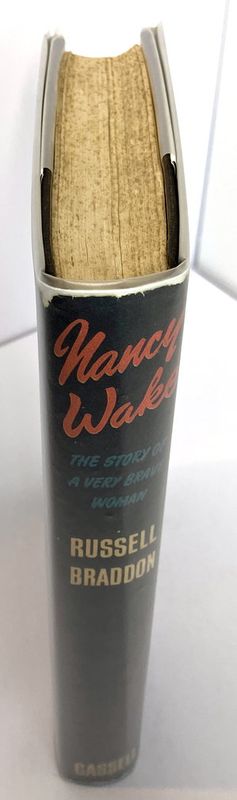 Nancy
Wake
THE STORY OF
A VERY BRAVE
WOMAN
RUSSELL
BRADDON
CASSELL